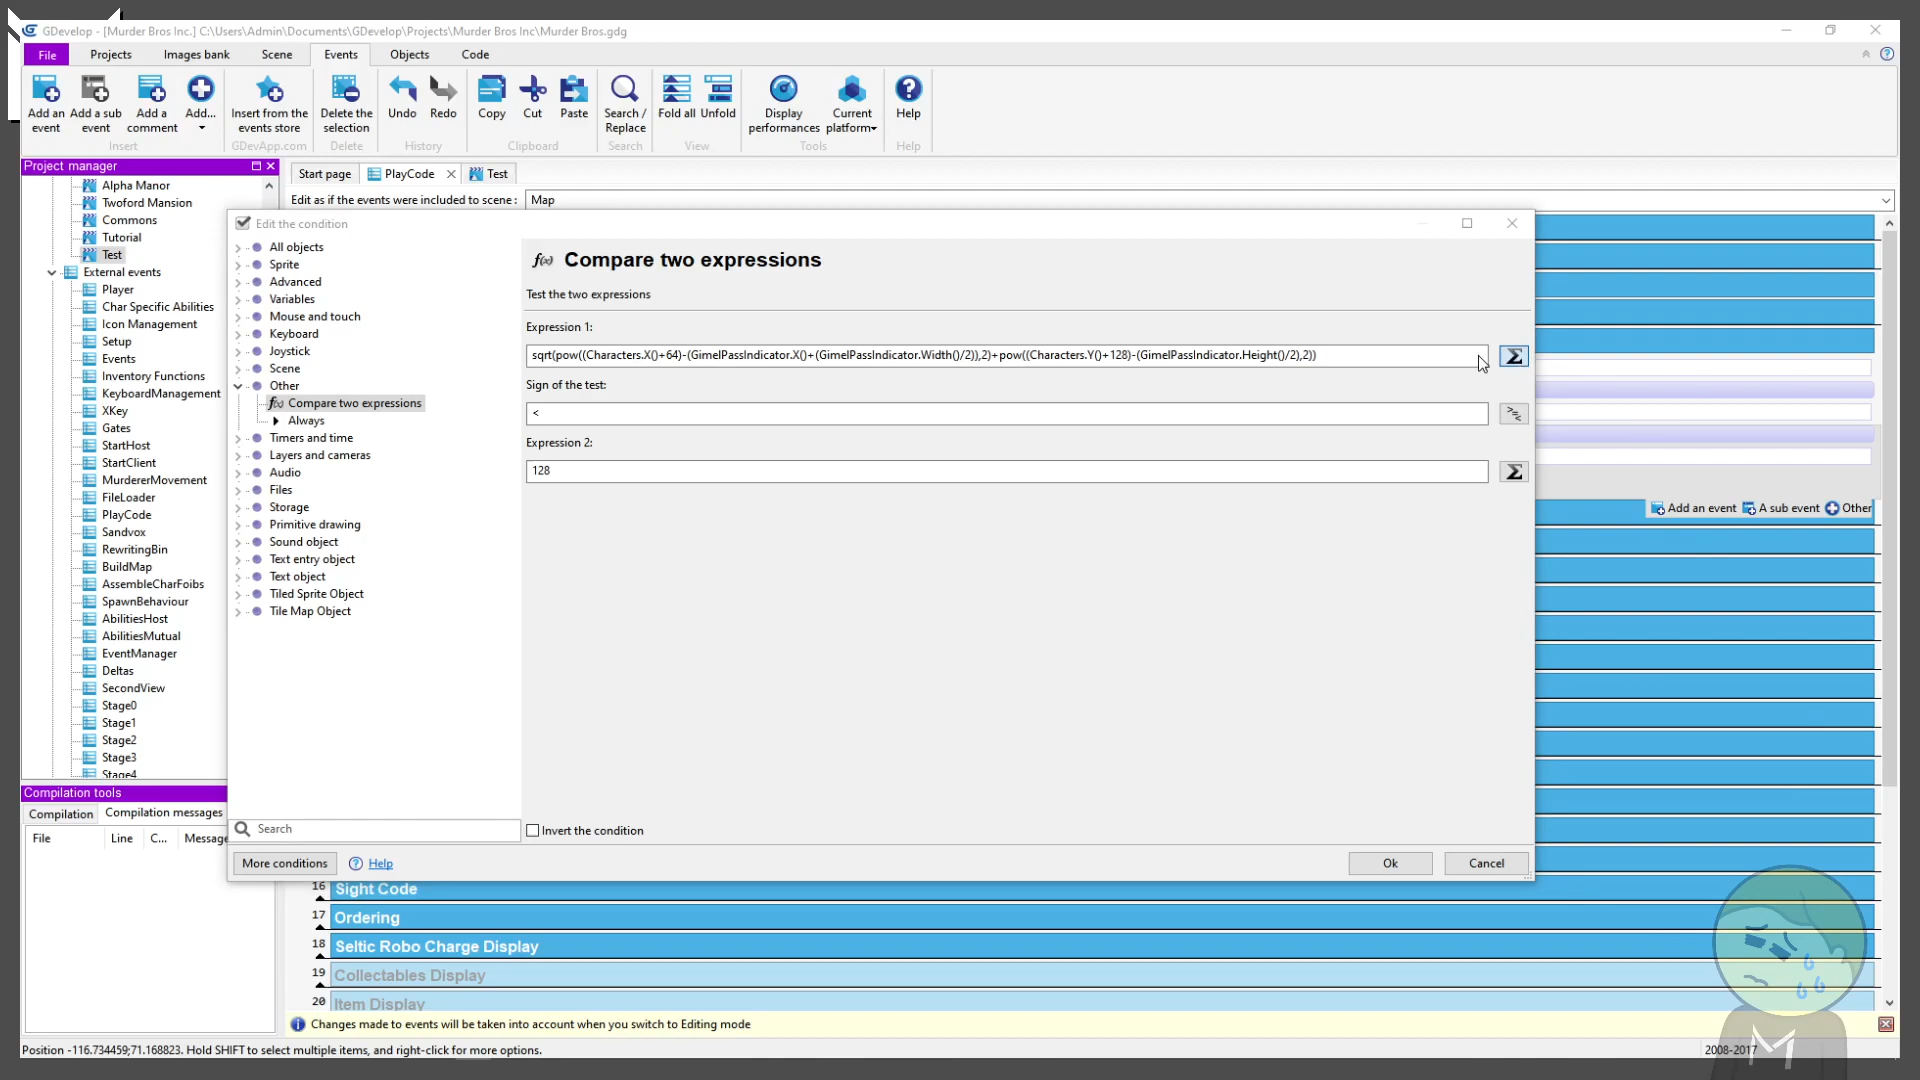 GDevelop - [Murder Bros Inc.] C:\Users\Admin\Documents\GDevelop\Projects\Murder Bros Inc\Murder Bros.gdg
File Projects Images bank Scene Events Objects Code
Add an event
Add a sub event
Add a comment
Add...
Insert
Insert from the events store
GDevApp.com
Delete the selection
Delete
Undo
Redo
History
Copy
Cut
Paste
Clipboard
Search / Replace
Search
Fold all
Unfold
View
Display performances
Current platform
Tools
Help
Help
Project manager
Alpha Manor
Twoford Mansion
Commons
Tutorial
Test
External events
Player
Char Specific Abilities
Icon Management
Setup
Events
Inventory Functions
KeyboardManagement
XKey
Gates
StartHost
StartClient
MurdererMovement
FileLoader
PlayCode
Sandvox
RewritingBin
BuildMap
AssembleCharFoibs
SpawnBehaviour
AbilitiesHost
AbilitiesMutual
EventManager
Deltas
SecondView
Stage0
Stage1
Stage2
Stage3
Stage4
Compilation tools
Compilation Compilation messages
File Line C... Message
Start page PlayCode Test
Edit as if the events were included to scene : Map
Edit the condition
All objects
Sprite
Advanced
Variables
Mouse and touch
Keyboard
Joystick
Scene
Other
Compare two expressions
Always
Timers and time
Layers and cameras
Audio
Files
Storage
Primitive drawing
Sound object
Text entry object
Text object
Tiled Sprite Object
Tile Map Object
Search
More conditions
Help
f(x) Compare two expressions
Test the two expressions
Expression 1:
sqrt(pow((Characters.X()+64)-(GimelPassIndicator.X()+(GimelPassIndicator.Width()/2)),2)+pow((Characters.Y()+128)-(GimelPassIndicator.Height()/2),2))
Sign of the test:
<
Expression 2:
128
Invert the condition
Ok
Cancel
Add an event A sub event Other
16 Sight Code
17 Ordering
18 Seltic Robo Charge Display
19 Collectables Display
20 Item Display
Changes made to events will be taken into account when you switch to Editing mode
Position -116.734459;71.168823. Hold SHIFT to select multiple items, and right-click for more options.
2008-2017